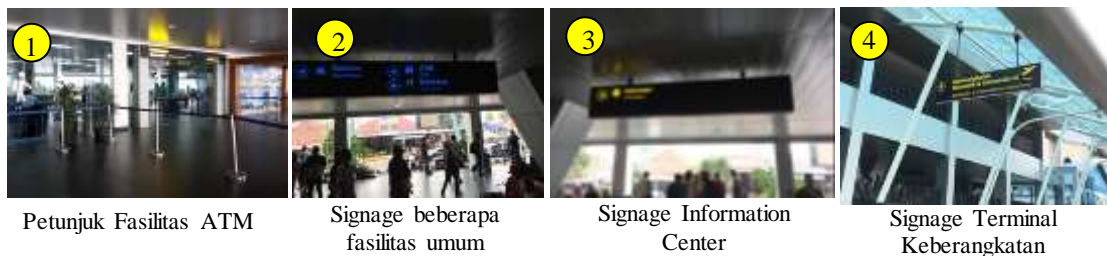 1
2
3
4
Petunjuk Fasilitas ATM
Signage beberapa
fasilitas umum
Signage Information
Center
Signage Terminal
Keberangkatan